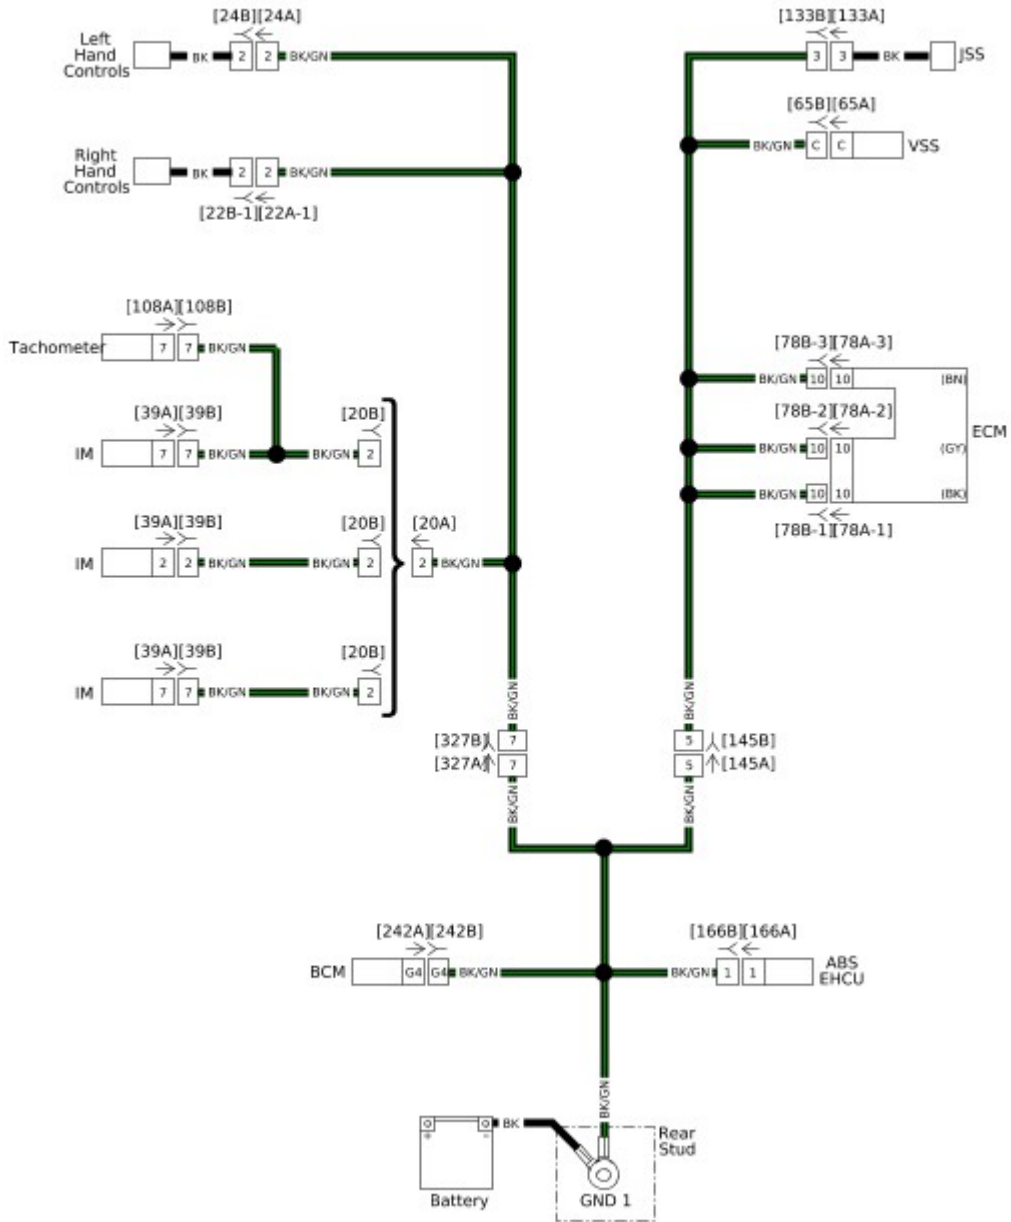 [24B][24A]
Left
Hand
Controls
BK
2
2
BK/GN
Right
Hand
Controls
BK
2
2
BK/GN
[22B-1][22A-1]
[108A][108B]
Tachometer
7
7
BK/GN
[39A][39B]
[20B]
IM
7
7
BK/GN
BK/GN
2
[39A][39B]
[20B]
[20A]
IM
2
2
BK/GN
BK/GN
2
2
BK/GN
[39A][39B]
[20B]
IM
7
7
BK/GN
BK/GN
2
BK/GN
[327B]
7
[327A]
7
BK/GN
[133B][133A]
3
3
BK
JSS
[65B][65A]
BK/GN
C
C
VSS
[78B-3][78A-3]
BK/GN
10
10
(BN)
[78B-2][78A-2]
ECM
BK/GN
10
10
(GY)
BK/GN
10
10
(BK)
[78B-1][78A-1]
BK/GN
5
[145B]
5
[145A]
BK/GN
[242A][242B]
BCM
G4
G4
BK/GN
[166B][166A]
BK/GN
1
1
ABS
EHCU
BK/GN
BK
+
-
Battery
Rear
Stud
GND 1